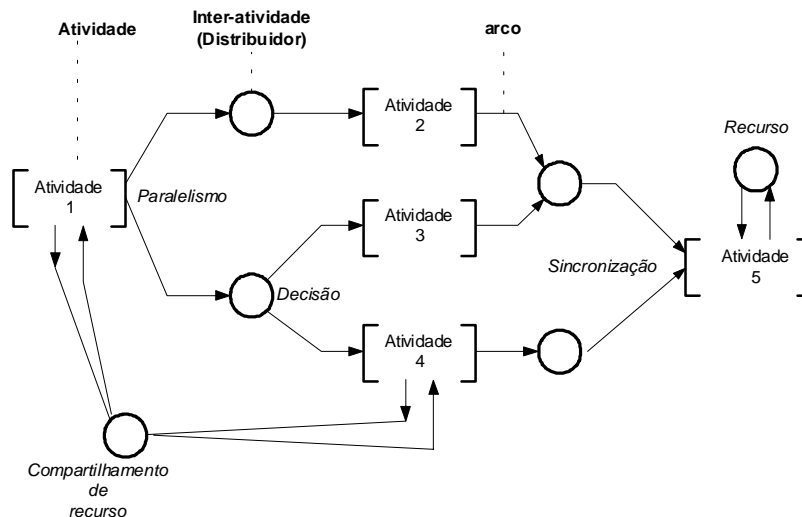 Inter-atividade
Atividade
(Distribuidor)
arco
Atividade
2
Recurso
Atividade
1
Paralelismo
Atividade
3
Sincronização
Atividade
5
Decisão
Atividade
4
Compartilhamento
de
recurso